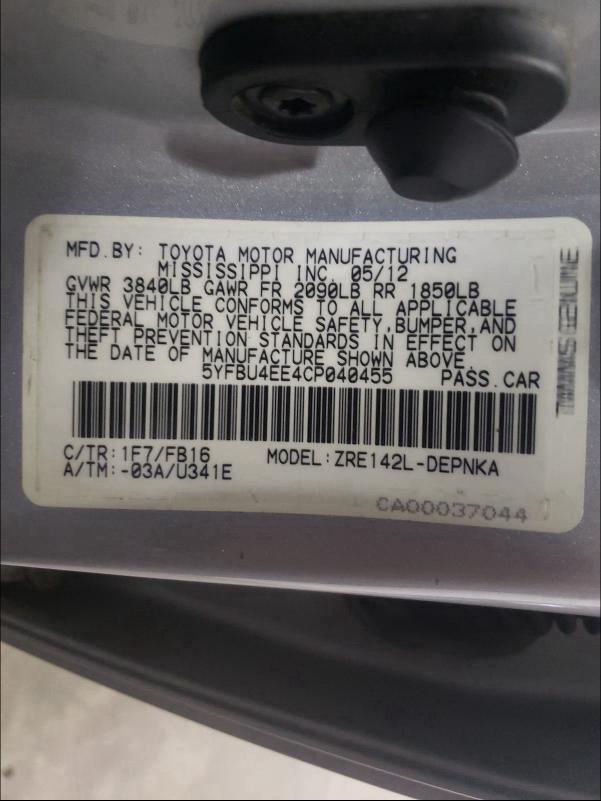 MFD.BY: TOYOTA MOTOR MANUFACTURING
MISSISSIPPI INC. 05/12
GVWR 3840LB GAWR FR 2090LB RR 1850LB
THIS VEHICLE CONFORMS TO ALL APPLICABLE
FEDERAL MOTOR VEHICLE SAFETY,BUMPER,AND
THEFT PREVENTION STANDARDS IN EFFECT ON
THE DATE OF MANUFACTURE SHOWN ABOVE.
5YFBU4EE4CP040455 PASS.CAR
C/TR:1F7/FB16 MODEL:ZRE142L-DEPNKA
A/TM:-03A/U341E
CA00037044